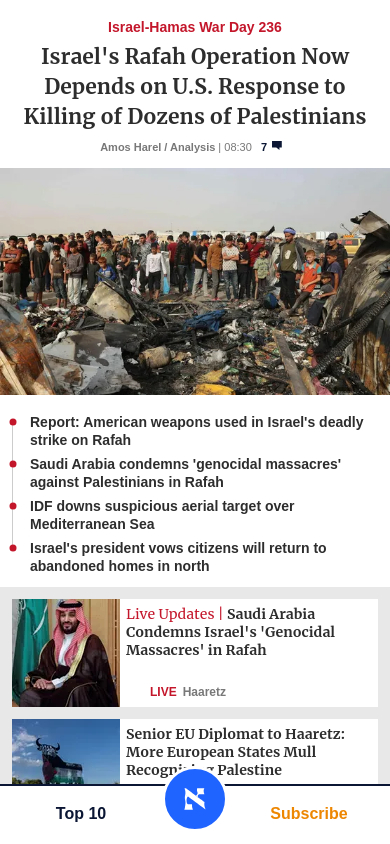 Israel-Hamas War Day 236
Israel's Rafah Operation Now
Depends on U.S. Response to
Killing of Dozens of Palestinians
Amos Harel / Analysis | 08:30 7
Report: American weapons used in Israel's deadly
strike on Rafah
Saudi Arabia condemns 'genocidal massacres'
against Palestinians in Rafah
IDF downs suspicious aerial target over
Mediterranean Sea
Israel's president vows citizens will return to
abandoned homes in north
Live Updates | Saudi Arabia
Condemns Israel's 'Genocidal
Massacres' in Rafah
LIVE Haaretz
Senior EU Diplomat to Haaretz:
More European States Mull
Recognizing Palestine
Top 10
Subscribe